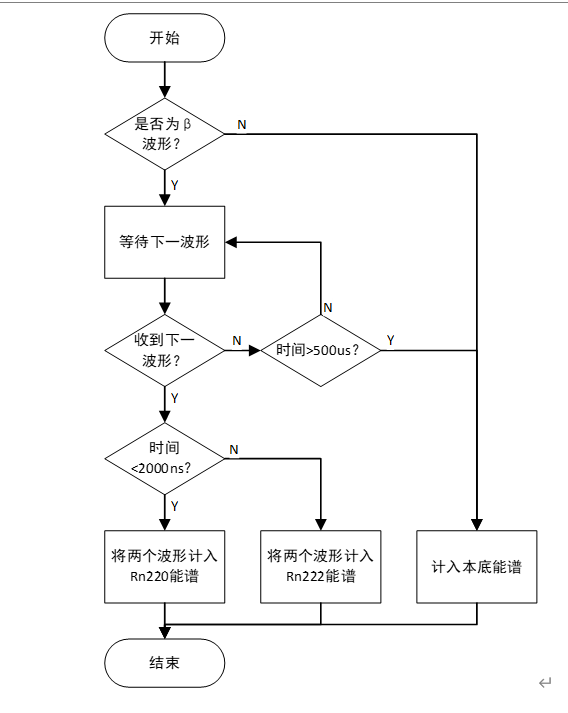 开始
是否为β
波形？
N
Y
等待下一波形
收到下一
波形？
N
时间>500us？
N
Y
Y
时间
<2000ns？
N
Y
将两个波形计入
Rn220能谱
将两个波形计入
Rn222能谱
计入本底能谱
结束